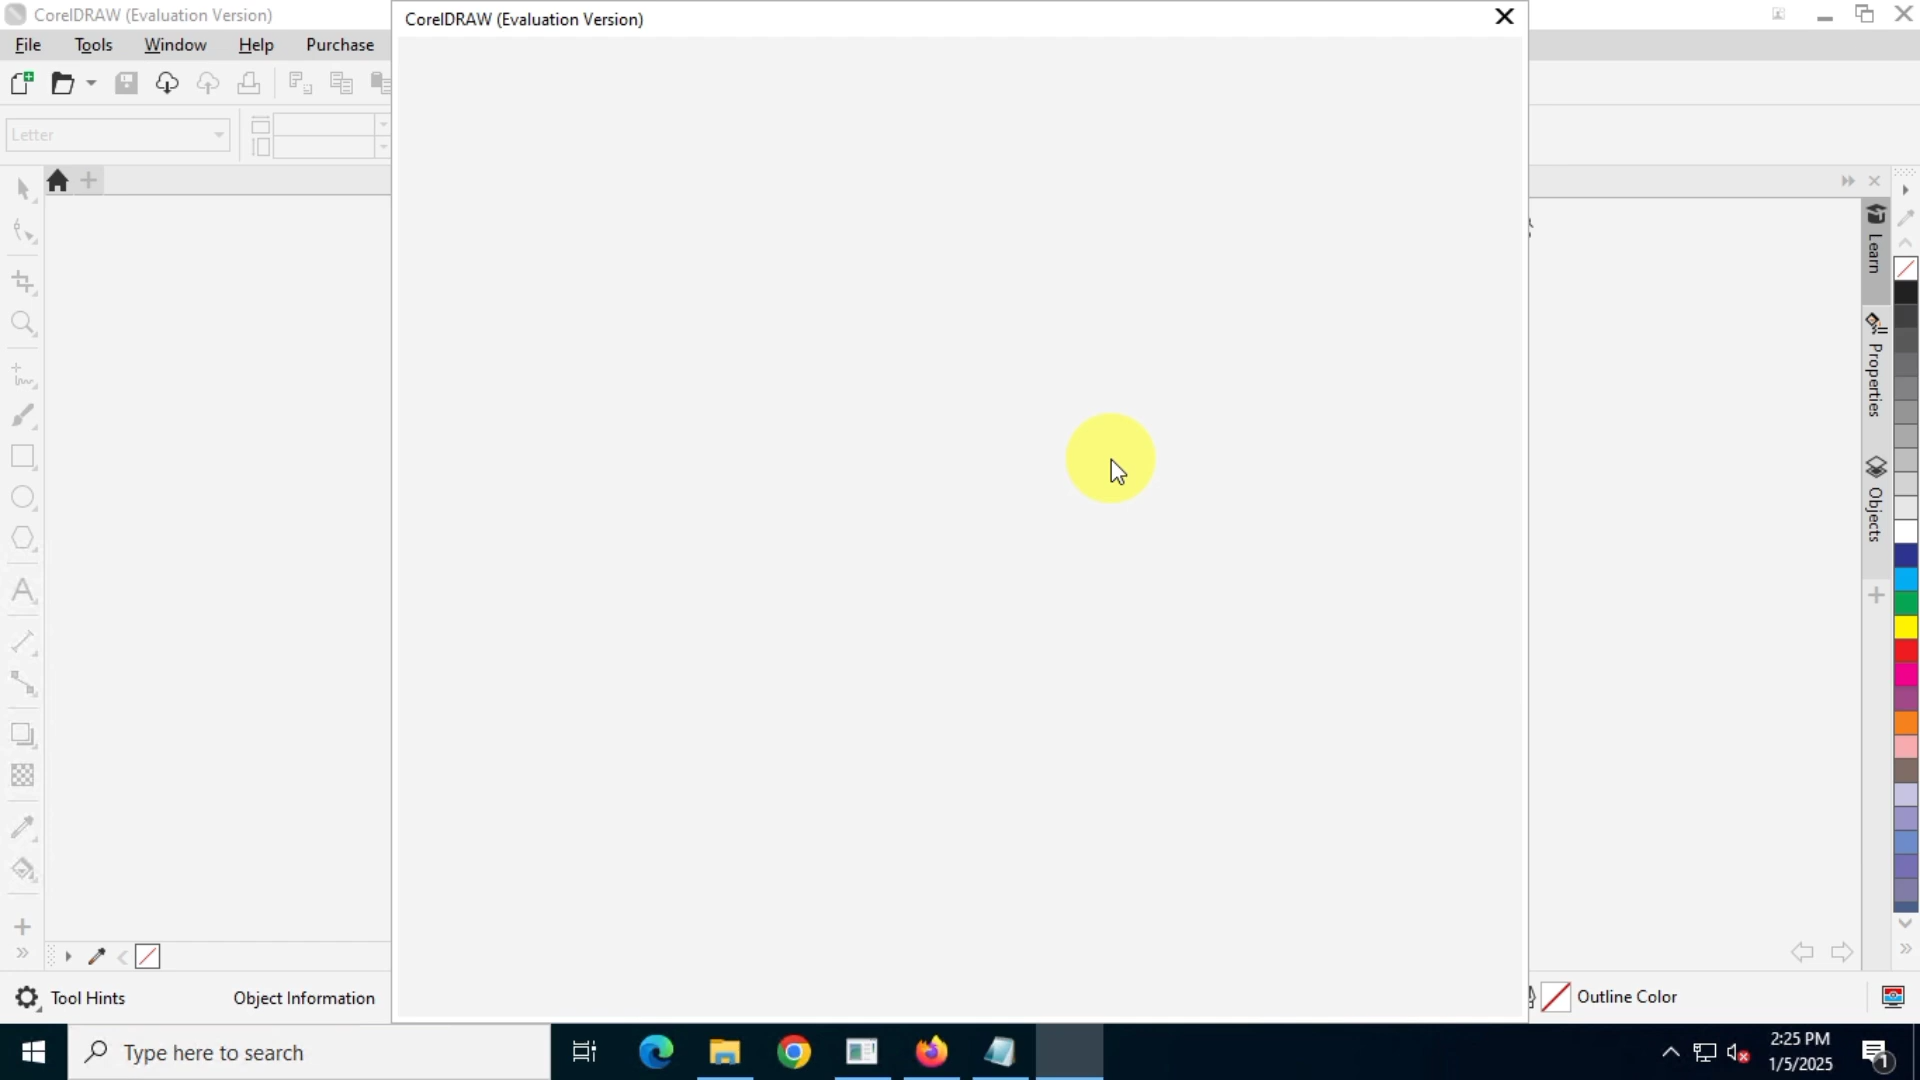 CorelDRAW (Evaluation Version)
CorelDRAW (Evaluation Version)
File Tools Window Help Purchase
Letter
Learn
Properties
Objects
Tool Hints Object Information Outline Color
Type here to search
2:25 PM
1/5/2025
1